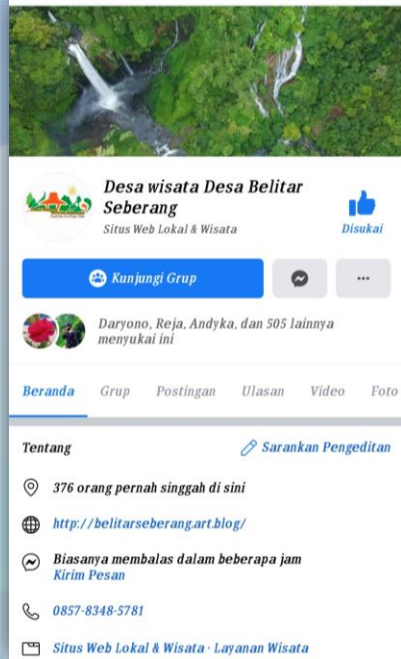 Desa wisata Desa Belitar
Seberang
Situs Web Lokal & Wisata
Disukai
Kunjungi Grup
Daryono, Reja, Andyka, dan 505 lainnya
menyukai ini
Beranda Grup Postingan Ulasan Video Foto
Tentang
Sarankan Pengeditan
376 orang pernah singgah di sini
http://belitarseberang.art.blog/
Biasanya membalas dalam beberapa jam
Kirim Pesan
0857-8348-5781
Situs Web Lokal & Wisata · Layanan Wisata